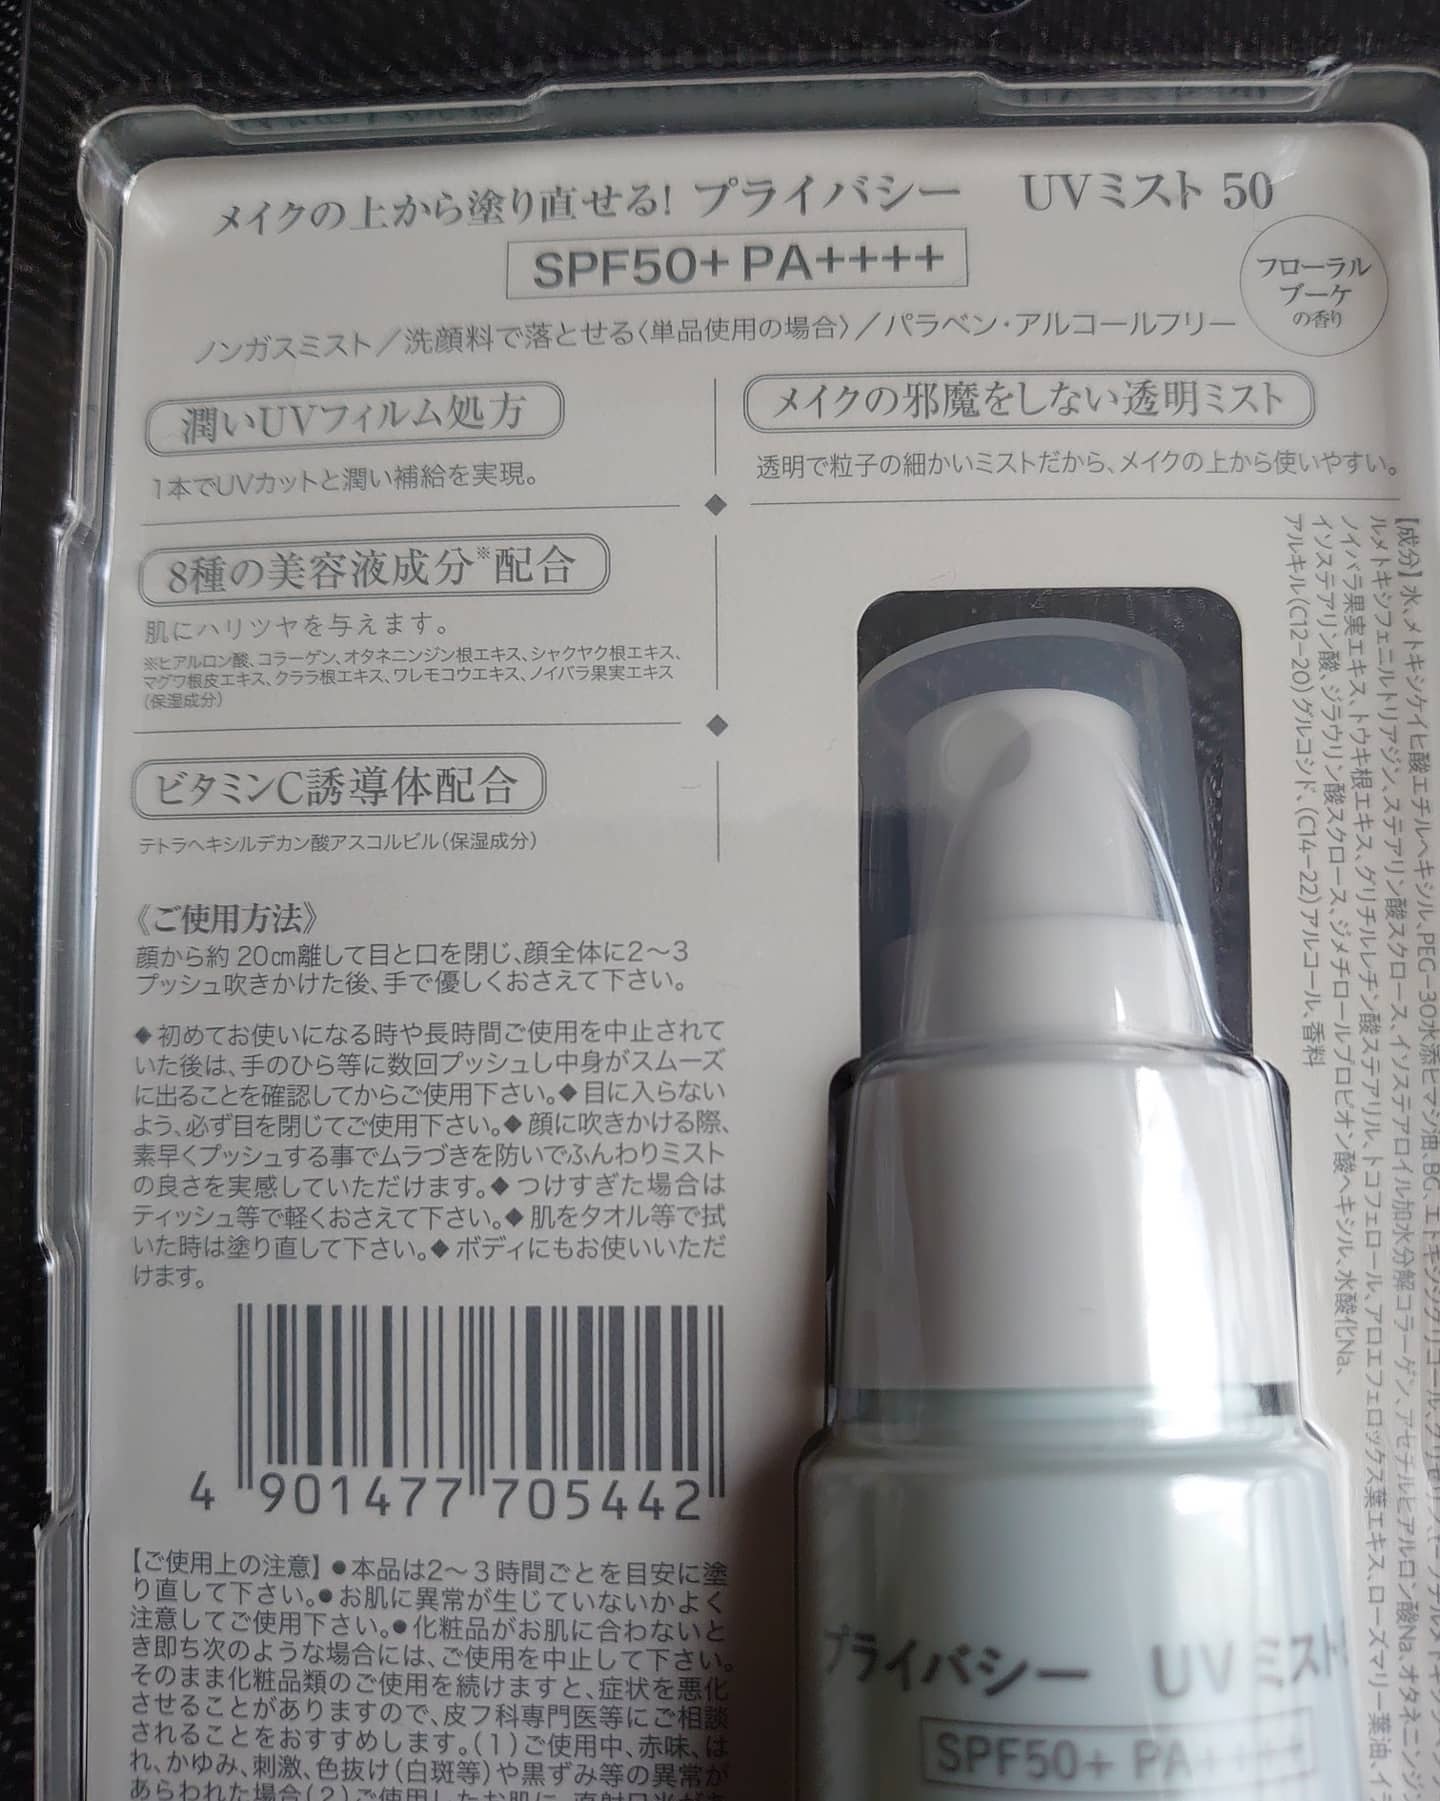 メイクの上から塗り直せる! プライバシー UVミスト 50
SPF50+ PA++++
フローラル
ブーケ
の香り
ノンガスミスト/洗顔料で落とせる〈単品使用の場合〉/パラベン・アルコールフリー
潤いUVフィルム処方
1本でUVカットと潤い補給を実現。
メイクの邪魔をしない透明ミスト
透明で粒子の細かいミストだから、メイクの上から使いやすい。
8種の美容液成分※配合
肌にハリツヤを与えます。
※ヒアルロン酸、コラーゲン、オタネニンジン根エキス、シャクヤク根エキス、
マグワ根皮エキス、クララ根エキス、ワレモコウエキス、ノイバラ果実エキス
(保湿成分)
ビタミンC誘導体配合
テトラヘキシルデカン酸アスコルビル(保湿成分)
《ご使用方法》
顔から約20㎝離して目と口を閉じ、顔全体に2〜3
プッシュ吹きかけた後、手で優しくおさえて下さい。
◆初めてお使いになる時や長時間ご使用を中止されて
いた後は、手のひら等に数回プッシュし中身がスムーズ
に出ることを確認してからご使用下さい。◆目に入らない
よう、必ず目を閉じてご使用下さい。◆顔に吹きかける際、
素早くプッシュする事でムラづきを防いでふんわりミスト
の良さを実感していただけます。◆つけすぎた場合は
ティッシュ等で軽くおさえて下さい。◆肌をタオル等で拭
いた時は塗り直して下さい。◆ボディにもお使いいただ
けます。
4 901477 705442
【ご使用上の注意】●本品は2〜3時間ごとを目安に塗
り直して下さい。●お肌に異常が生じていないかよく
注意してご使用下さい。●化粧品がお肌に合わないと
き即ち次のような場合には、ご使用を中止して下さい。
そのまま化粧品類のご使用を続けますと、症状を悪化
させることがありますので、皮フ科専門医等にご相談
されることをおすすめします。(1)ご使用中、赤味、は
れ、かゆみ、刺激、色抜け(白斑等)や黒ずみ等の異常が
あらわれた場合(2)ご使用したお肌に、直射日光が
【成分】水、メトキシケイヒ酸エチルヘキシル、PEG-30水添ヒマシ油、BG、エトキシジグリコール、グリセリン、
ルメトキシフェニルトリアジン、ステアリン酸スクロース、イソステアロイル加水分解コラーゲン、アセチルヒアルロン酸Na、オタネニンジン
ノイバラ果実エキス、トウキ根エキス、グリチルレチン酸ステアリル、トコフェロール、アロエフェロックス葉エキス、ローズマリー葉油、イ
イソステアリン酸、ジラウリン酸スクロース、ジメチロールプロピオン酸ヘキシル、水酸化Na、
アルキル(C12-20)グルコシド、(C14-22)アルコール、香料
プライバシー UVミスト
SPF50+ PA++++